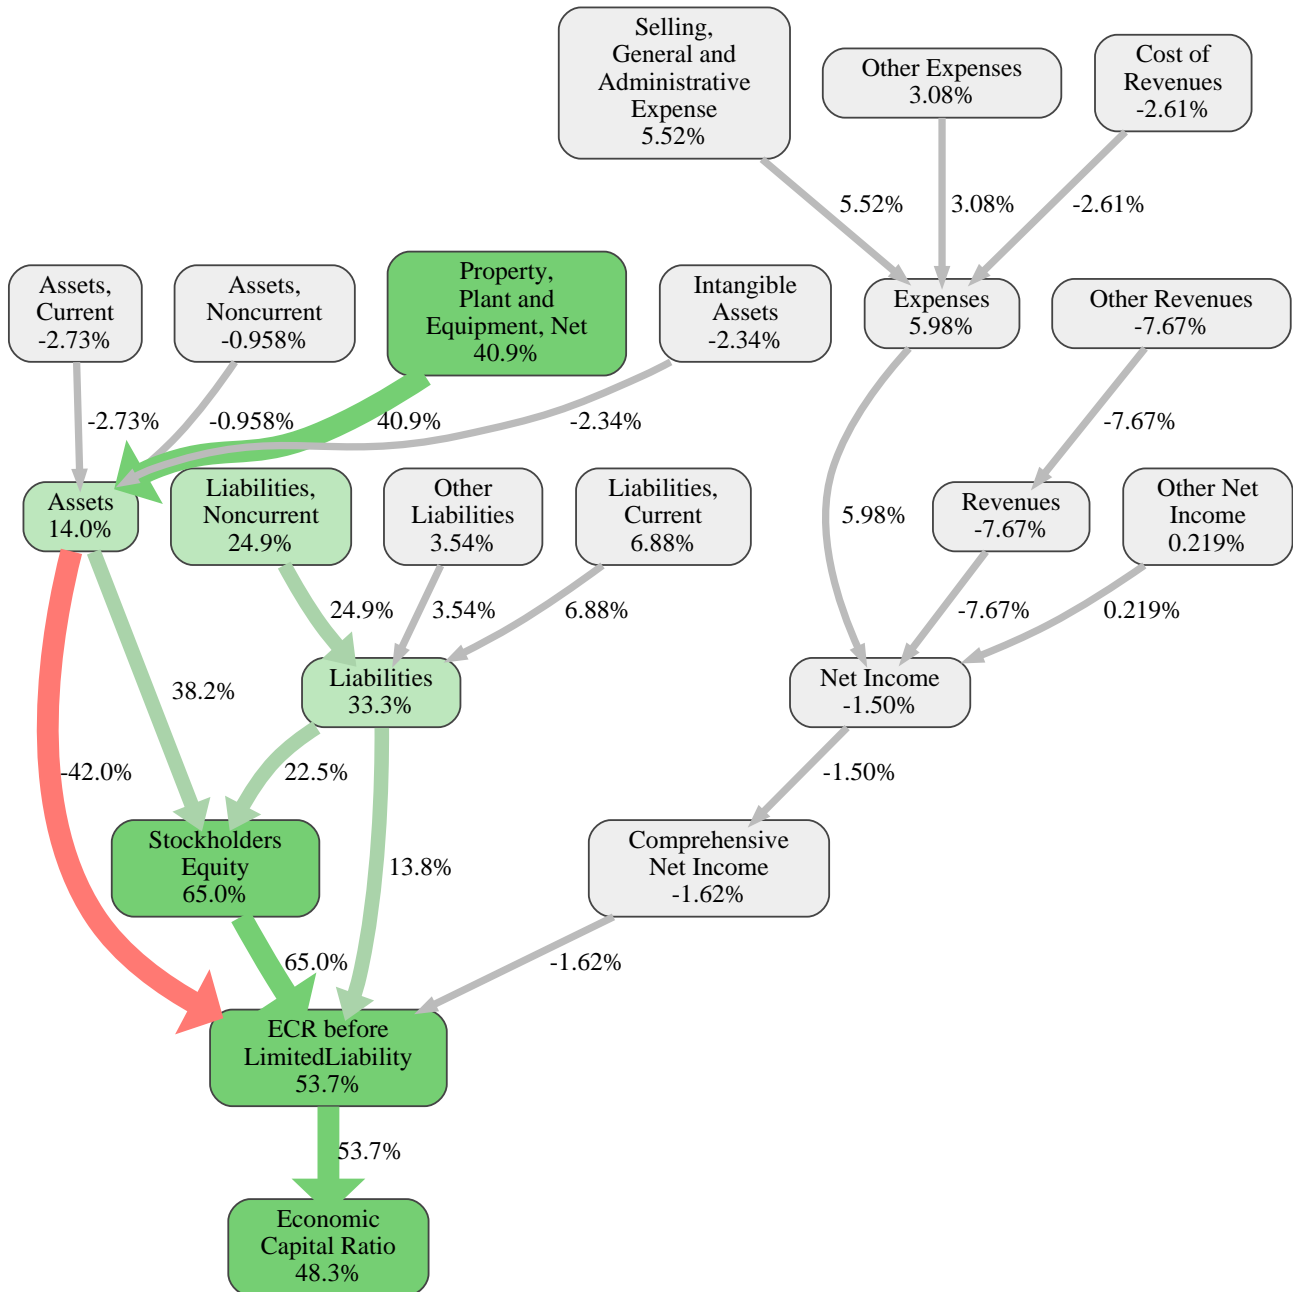 Selling,
General and
Administrative
Expense
5.52%
Other Expenses
3.08%
Cost of
Revenues
-2.61%
5.52%
3.08%
-2.61%
Assets,
Current
-2.73%
Assets,
Noncurrent
-0.958%
Property,
Plant and
Equipment, Net
40.9%
Intangible
Assets
-2.34%
Expenses
5.98%
Other Revenues
-7.67%
-2.73%
-0.958%
40.9%
-2.34%
-7.67%
Assets
14.0%
Liabilities,
Noncurrent
24.9%
Other
Liabilities
3.54%
Liabilities,
Current
6.88%
5.98%
Revenues
-7.67%
Other Net
Income
0.219%
24.9%
3.54%
6.88%
-7.67%
0.219%
38.2%
Liabilities
33.3%
Net Income
-1.50%
-42.0%
22.5%
-1.50%
Stockholders
Equity
65.0%
13.8%
Comprehensive
Net Income
-1.62%
65.0%
-1.62%
ECR before
LimitedLiability
53.7%
53.7%
Economic
Capital Ratio
48.3%